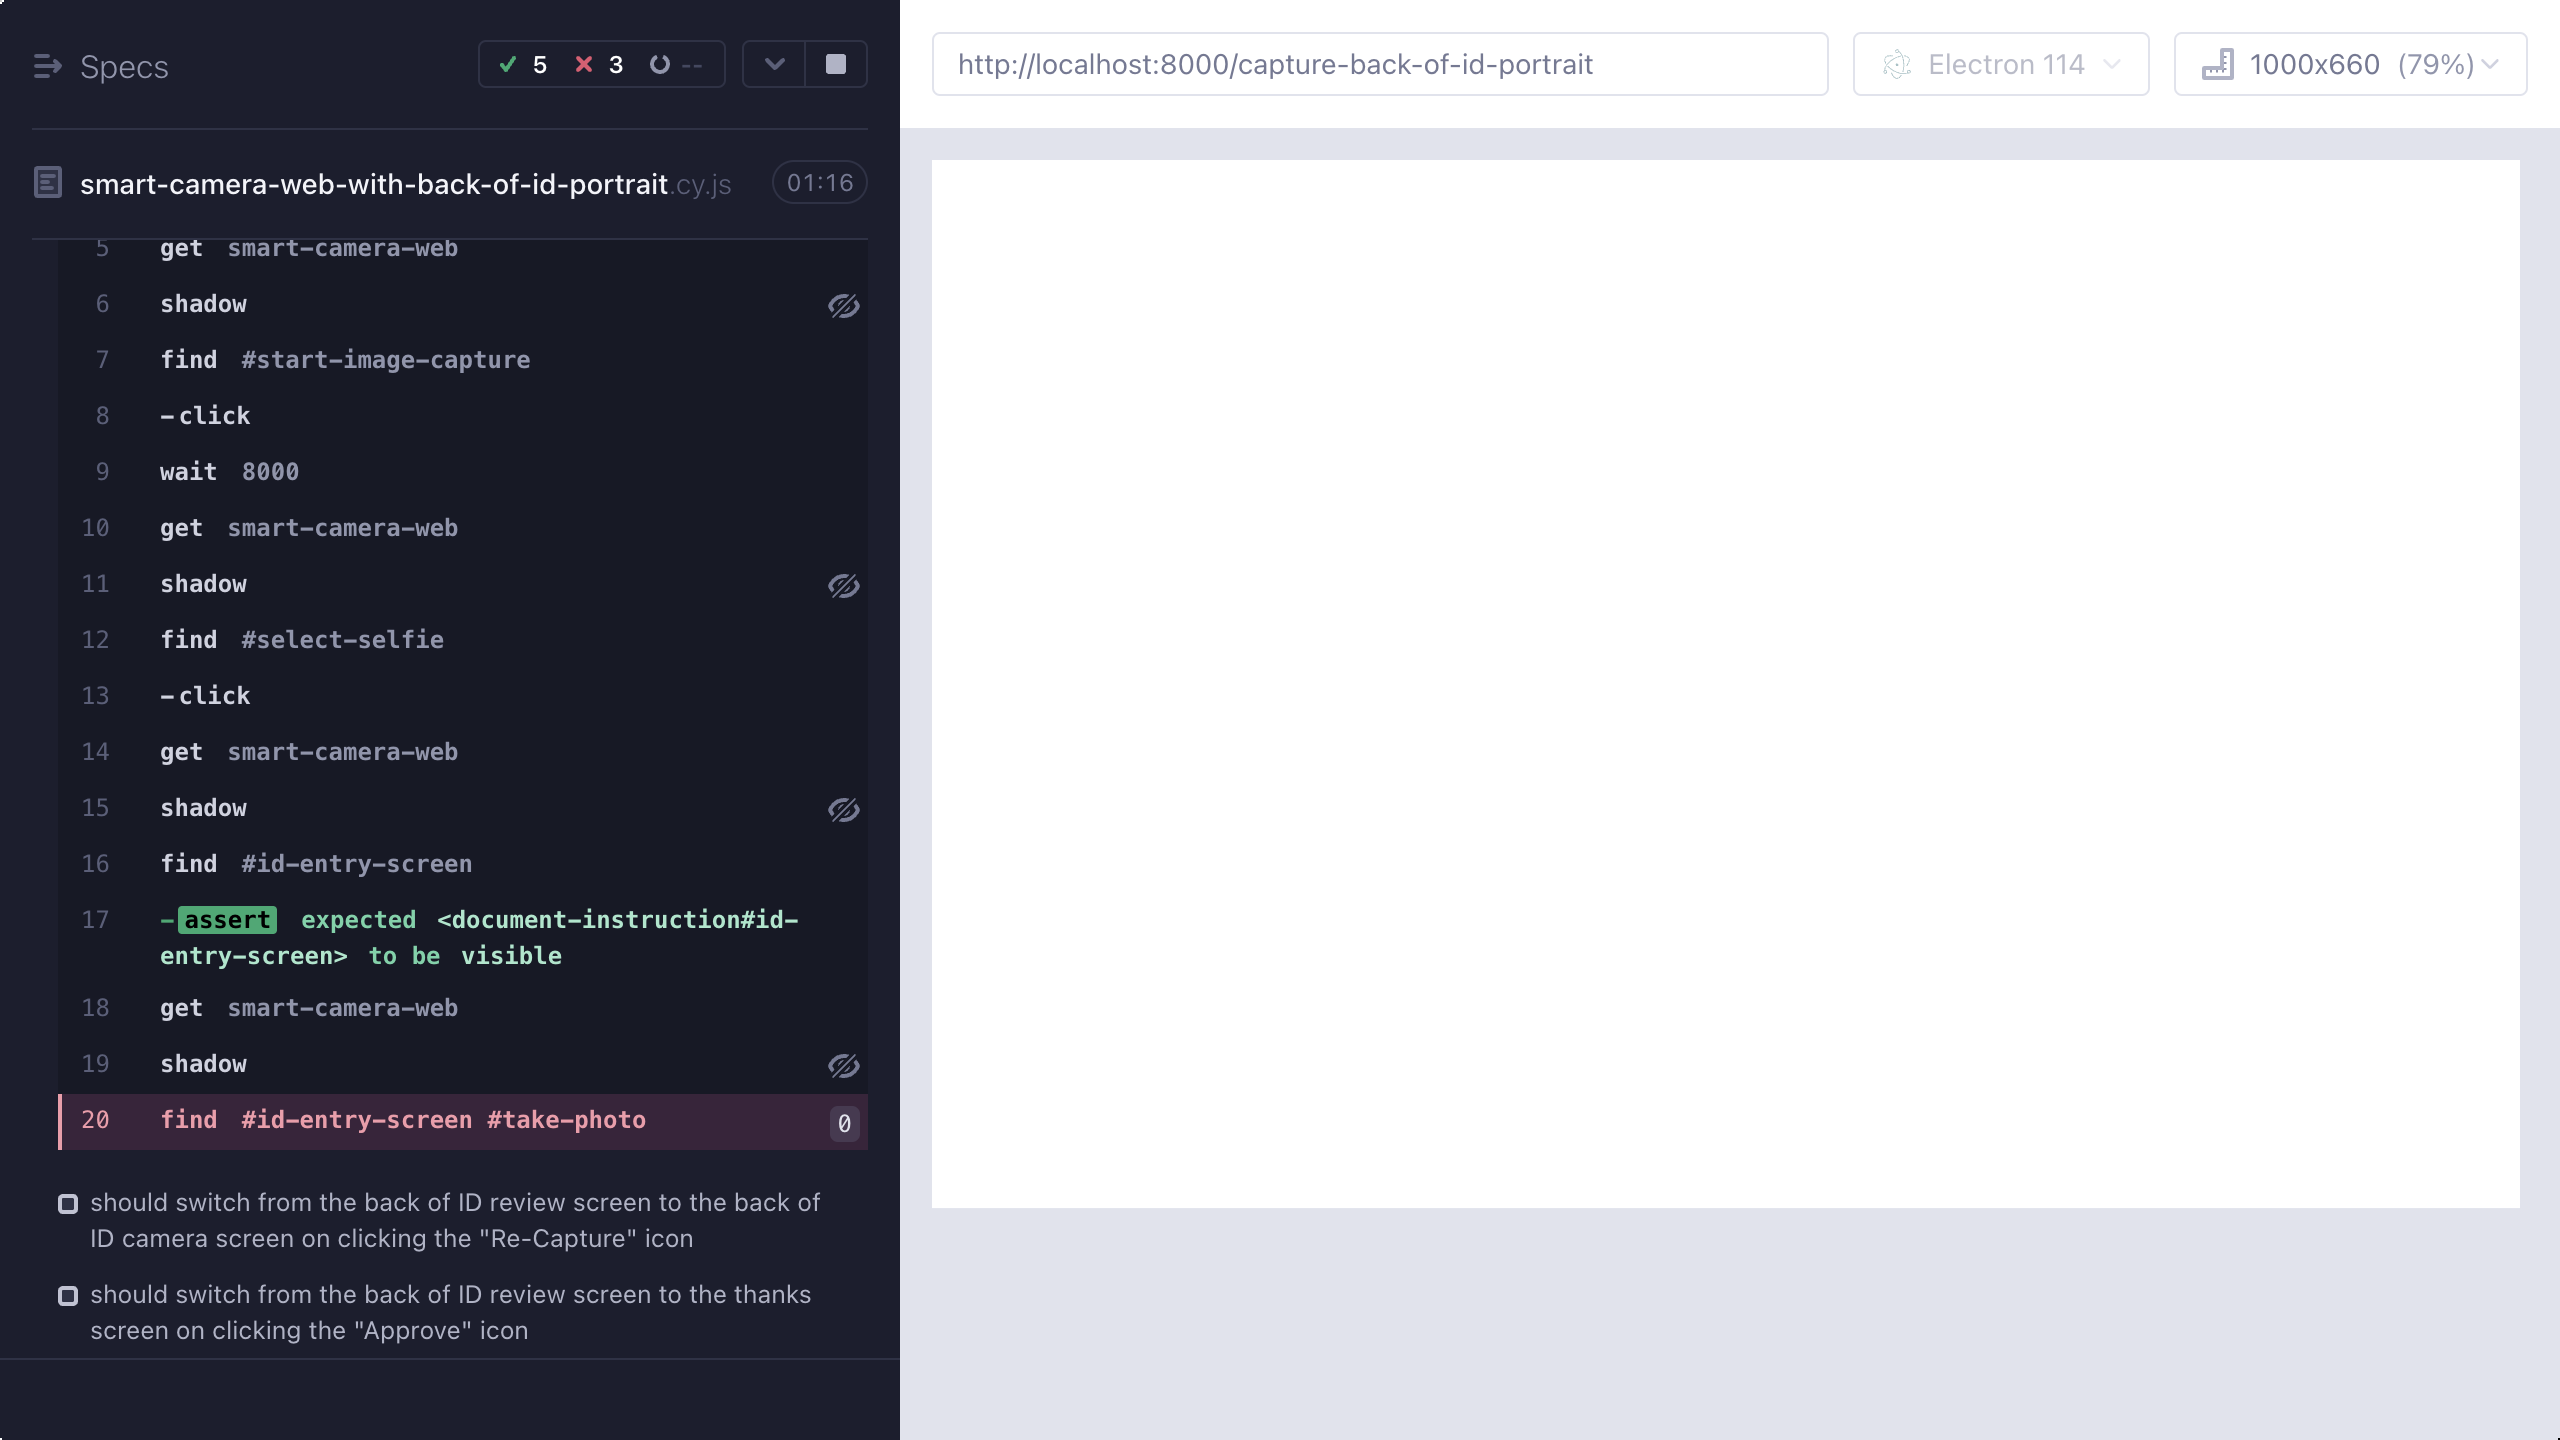 Specs
5 3 --
smart-camera-web-with-back-of-id-portrait.cy.js 01:16
5 get smart-camera-web
6 shadow
7 find #start-image-capture
8 -click
9 wait 8000
10 get smart-camera-web
11 shadow
12 find #select-selfie
13 -click
14 get smart-camera-web
15 shadow
16 find #id-entry-screen
17 -assert expected <document-instruction#id-
entry-screen> to be visible
18 get smart-camera-web
19 shadow
20 find #id-entry-screen #take-photo 0
should switch from the back of ID review screen to the back of
ID camera screen on clicking the "Re-Capture" icon
should switch from the back of ID review screen to the thanks
screen on clicking the "Approve" icon
http://localhost:8000/capture-back-of-id-portrait
Electron 114
1000x660 (79%)